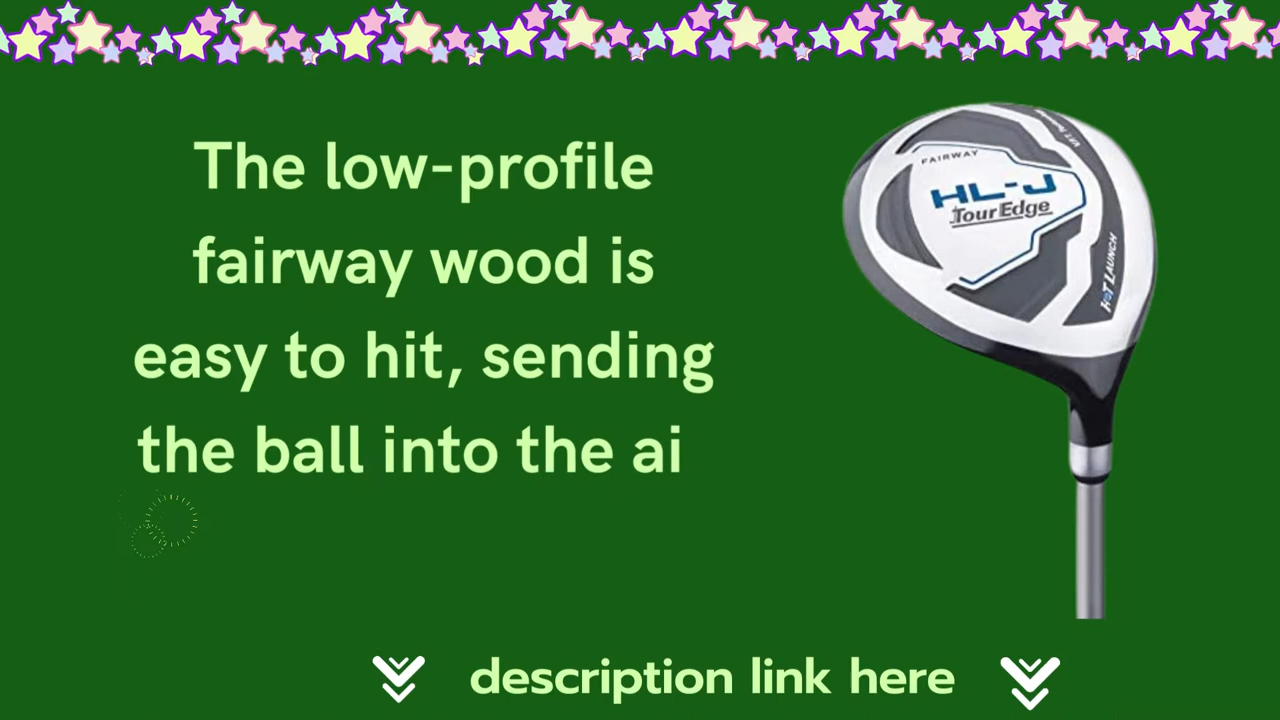 The low-profile
fairway wood is
easy to hit, sending
the ball into the ai
FAIRWAY
HL-J
Tour Edge
HOT LAUNCH
description link here